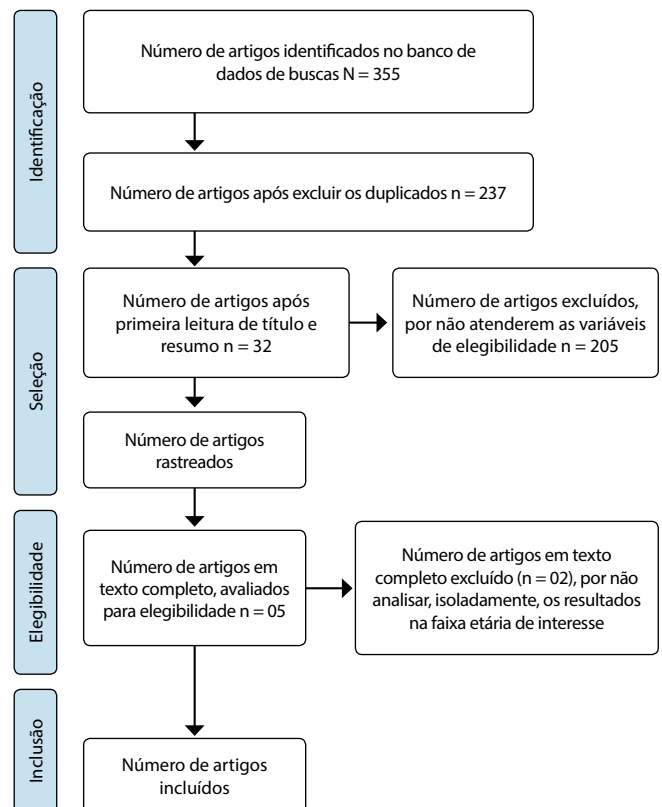 Identificação
Número de artigos identificados no banco de
dados de buscas N = 355
Número de artigos após excluir os duplicados n = 237
Seleção
Número de artigos após
primeira leitura de título e
resumo n = 32
Número de artigos excluídos,
por não atenderem as variáveis
de elegibilidade n = 205
Número de artigos
rastreados
Elegibilidade
Número de artigos em
texto completo, avaliados
para elegibilidade n = 05
Número de artigos em texto
completo excluído (n = 02), por não
analisar, isoladamente, os resultados
na faixa etária de interesse
Inclusão
Número de artigos
incluídos